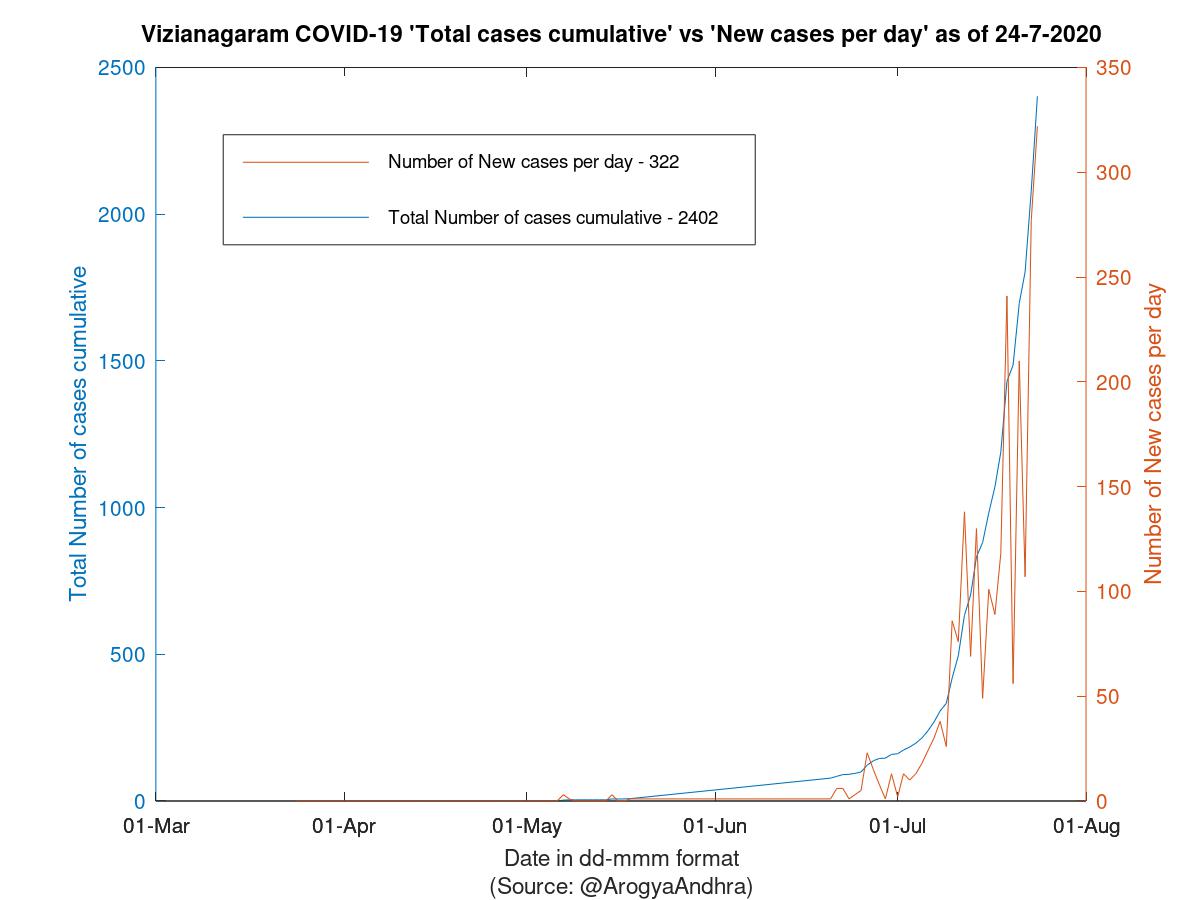 Vizianagaram COVID-19 'Total cases cumulative' vs 'New cases per day' as of 24-7-2020
2500
2000
1500
1000
500
0
Total Number of cases cumulative
Number of New cases per day - 322
Total Number of cases cumulative - 2402
350
300
250
200
150
100
50
0
Number of New cases per day
01-Mar
01-Apr
01-May
01-Jun
01-Jul
01-Aug
Date in dd-mmm format
(Source: @ArogyaAndhra)